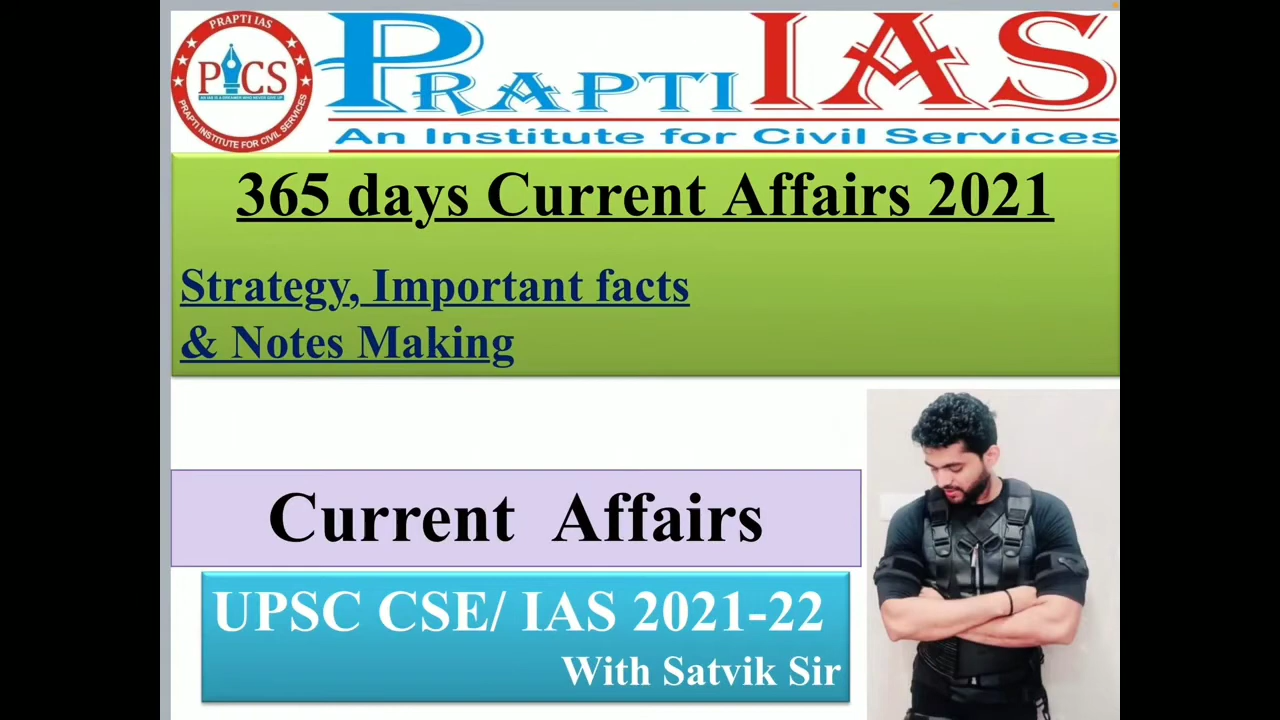 PRAPTI IAS
PICS
PRAPTI INSTITUTE FOR CIVIL SERVICES
PRAPTI IAS
An Institute for Civil Services
365 days Current Affairs 2021
Strategy, Important facts
& Notes Making
Current Affairs
UPSC CSE/ IAS 2021-22
With Satvik Sir